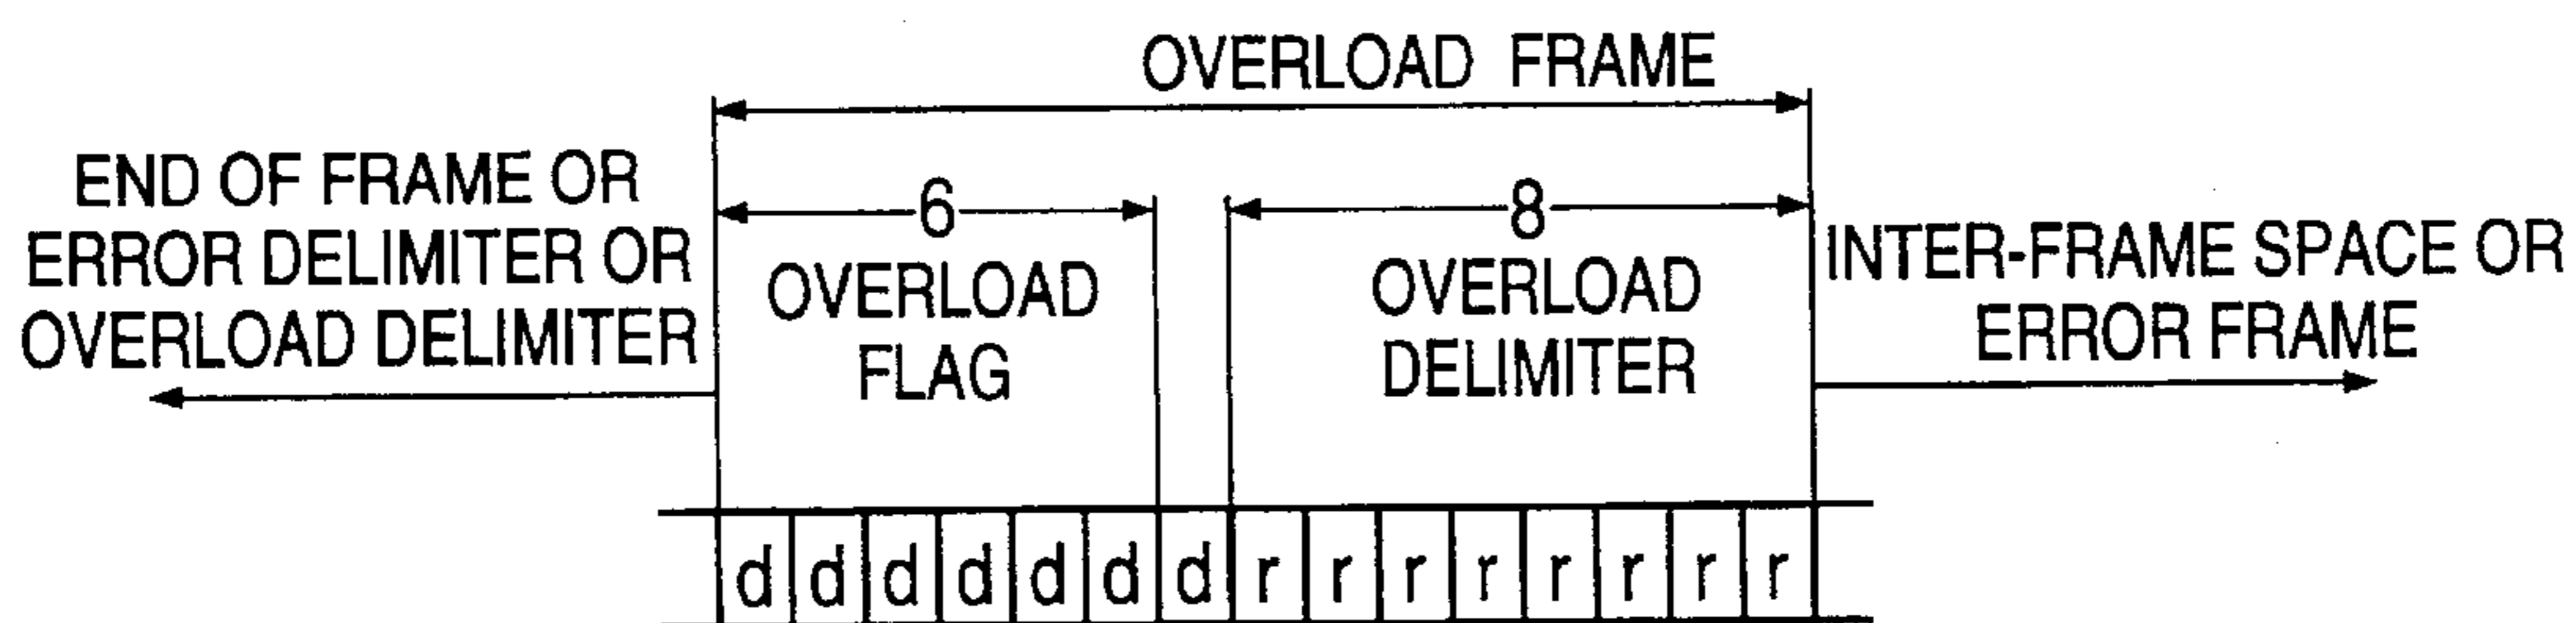 OVERLOAD FRAME
END OF FRAME OR
ERROR DELIMITER OR
OVERLOAD DELIMITER
6
OVERLOAD
FLAG
8
OVERLOAD
DELIMITER
INTER-FRAME SPACE OR
ERROR FRAME
d d d d d d d r r r r r r r r